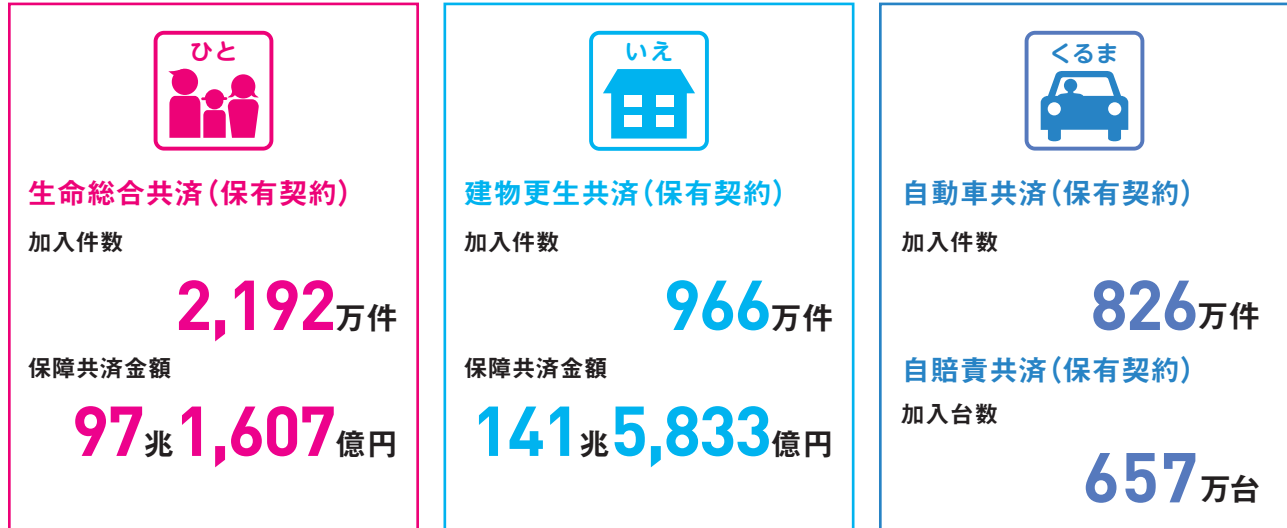 ひと
生命総合共済(保有契約)
加入件数
2,192万件
保障共済金額
97兆1,607億円
いえ
建物更生共済(保有契約)
加入件数
966万件
保障共済金額
141兆5,833億円
くるま
自動車共済(保有契約)
加入件数
826万件
自賠責共済(保有契約)
加入台数
657万台